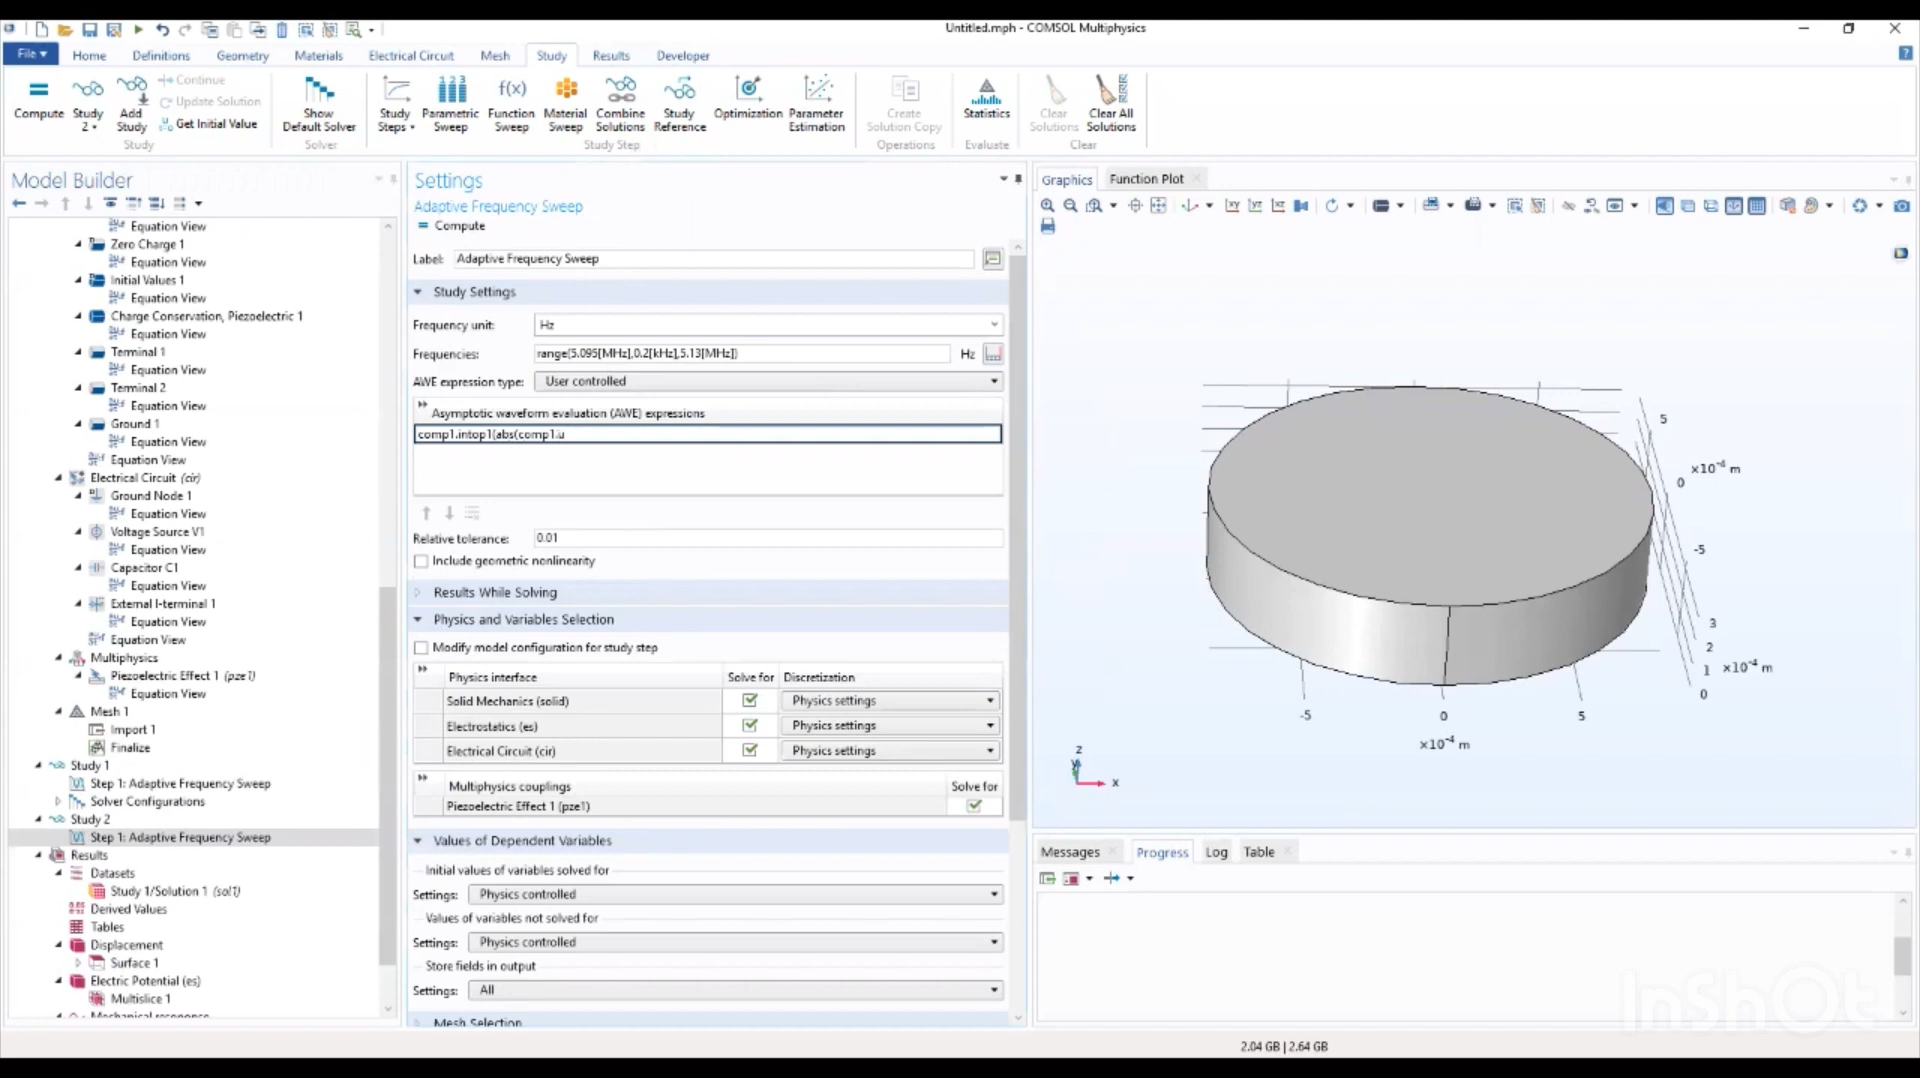 Untitled.mph - COMSOL Multiphysics
File Home Definitions Geometry Materials Electrical Circuit Mesh Study Results Developer
Compute Study 2 Add Study Continue Update Solution Get Initial Value
Study
Show Default Solver
Solver
Study Steps Parametric Sweep Function Sweep Material Sweep Combine Solutions Study Reference Optimization Parameter Estimation
Study Step
Create Solution Copy
Operations
Statistics
Evaluate
Clear Solutions Clear All Solutions
Clear
Model Builder
Equation View
Zero Charge 1
Equation View
Initial Values 1
Equation View
Charge Conservation, Piezoelectric 1
Equation View
Terminal 1
Equation View
Terminal 2
Equation View
Ground 1
Equation View
Equation View
Electrical Circuit (cir)
Ground Node 1
Equation View
Voltage Source V1
Equation View
Capacitor C1
Equation View
External I-terminal 1
Equation View
Equation View
Multiphysics
Piezoelectric Effect 1 (pze1)
Equation View
Mesh 1
Import 1
Finalize
Study 1
Step 1: Adaptive Frequency Sweep
Solver Configurations
Study 2
Step 1: Adaptive Frequency Sweep
Results
Datasets
Study 1/Solution 1 (sol1)
Derived Values
Tables
Displacement
Surface 1
Electric Potential (es)
Multislice 1
Mechanical response
Settings
Adaptive Frequency Sweep
= Compute
Label: Adaptive Frequency Sweep
Study Settings
Frequency unit: Hz
Frequencies: range(5.095[MHz],0.2[kHz],5.13[MHz]) Hz
AWE expression type: User controlled
Asymptotic waveform evaluation (AWE) expressions
comp1.intop1(abs(comp1.u
Relative tolerance: 0.01
Include geometric nonlinearity
Results While Solving
Physics and Variables Selection
Modify model configuration for study step
Physics interface Solve for Discretization
Solid Mechanics (solid) Physics settings
Electrostatics (es) Physics settings
Electrical Circuit (cir) Physics settings
Multiphysics couplings Solve for
Piezoelectric Effect 1 (pze1)
Values of Dependent Variables
Initial values of variables solved for
Settings: Physics controlled
Values of variables not solved for
Settings: Physics controlled
Store fields in output
Settings: All
Mesh Selection
Graphics Function Plot
5
×10⁻⁴ m
0
-5
3
2
1 ×10⁻⁴ m
0
-5 0 5
×10⁻⁴ m
z
y
x
Messages Progress Log Table
InShOt
2.04 GB | 2.64 GB